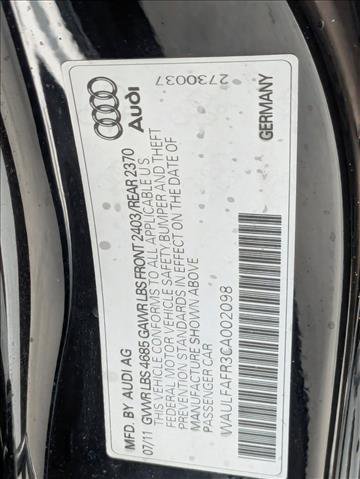 Audi
2730037
MFD. BY AUDI AG
07/11 GWWR LBS 4685 GAWR LBS FRONT 2403/REAR 2370
THIS VEHICLE CONFORMS TO ALL APPLICABLE U.S.
FEDERAL MOTOR VEHICLE SAFETY, BUMPER AND THEFT
PREVENTION STANDARDS IN EFFECT ON THE DATE OF
MANUFACTURE SHOWN ABOVE
PASSENGER CAR
WAULFAFR3CA002098
GERMANY